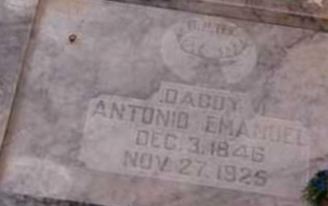 DADDY
ANTONIO EMANUEL
DEC. 3, 1846
NOV. 27, 1925